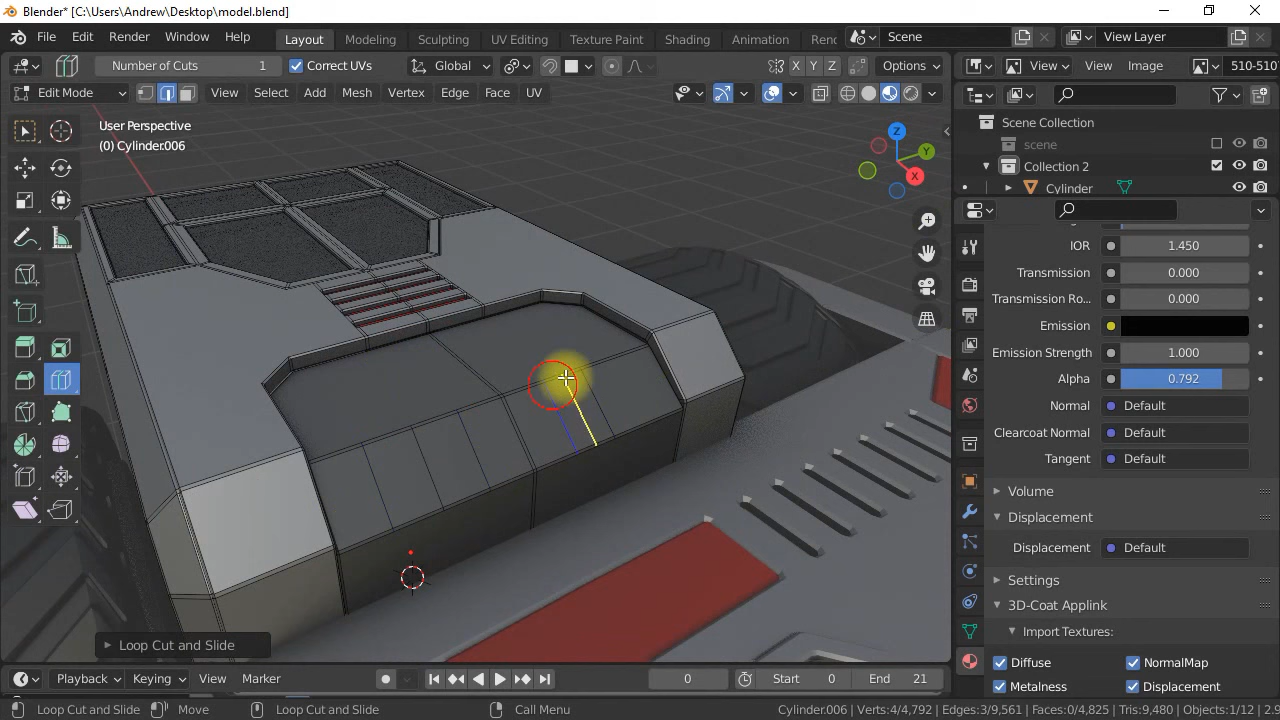 Blender* [C:\Users\Andrew\Desktop\model.blend]
File Edit Render Window Help Layout Modeling Sculpting UV Editing Texture Paint Shading Animation Scene View Layer
Number of Cuts 1 Correct UVs Global X Y Z Options View View Image 510-510
Edit Mode View Select Add Mesh Vertex Edge Face UV
User Perspective
(0) Cylinder.006
Z Y X
Scene Collection
scene
Collection 2
Cylinder
IOR 1.450
Transmission 0.000
Transmission Ro... 0.000
Emission
Emission Strength 1.000
Alpha 0.792
Normal Default
Clearcoat Normal Default
Tangent Default
Volume
Displacement
Displacement Default
Settings
3D-Coat Applink
Import Textures:
Diffuse NormalMap
Metalness Displacement
Loop Cut and Slide
Playback Keying View Marker 0 Start 0 End 21
Loop Cut and Slide Move Loop Cut and Slide Call Menu Cylinder.006 | Verts:4/4,792 | Edges:3/9,561 | Faces:0/4,825 | Tris:9,480 | Objects:1/12 | 2.9